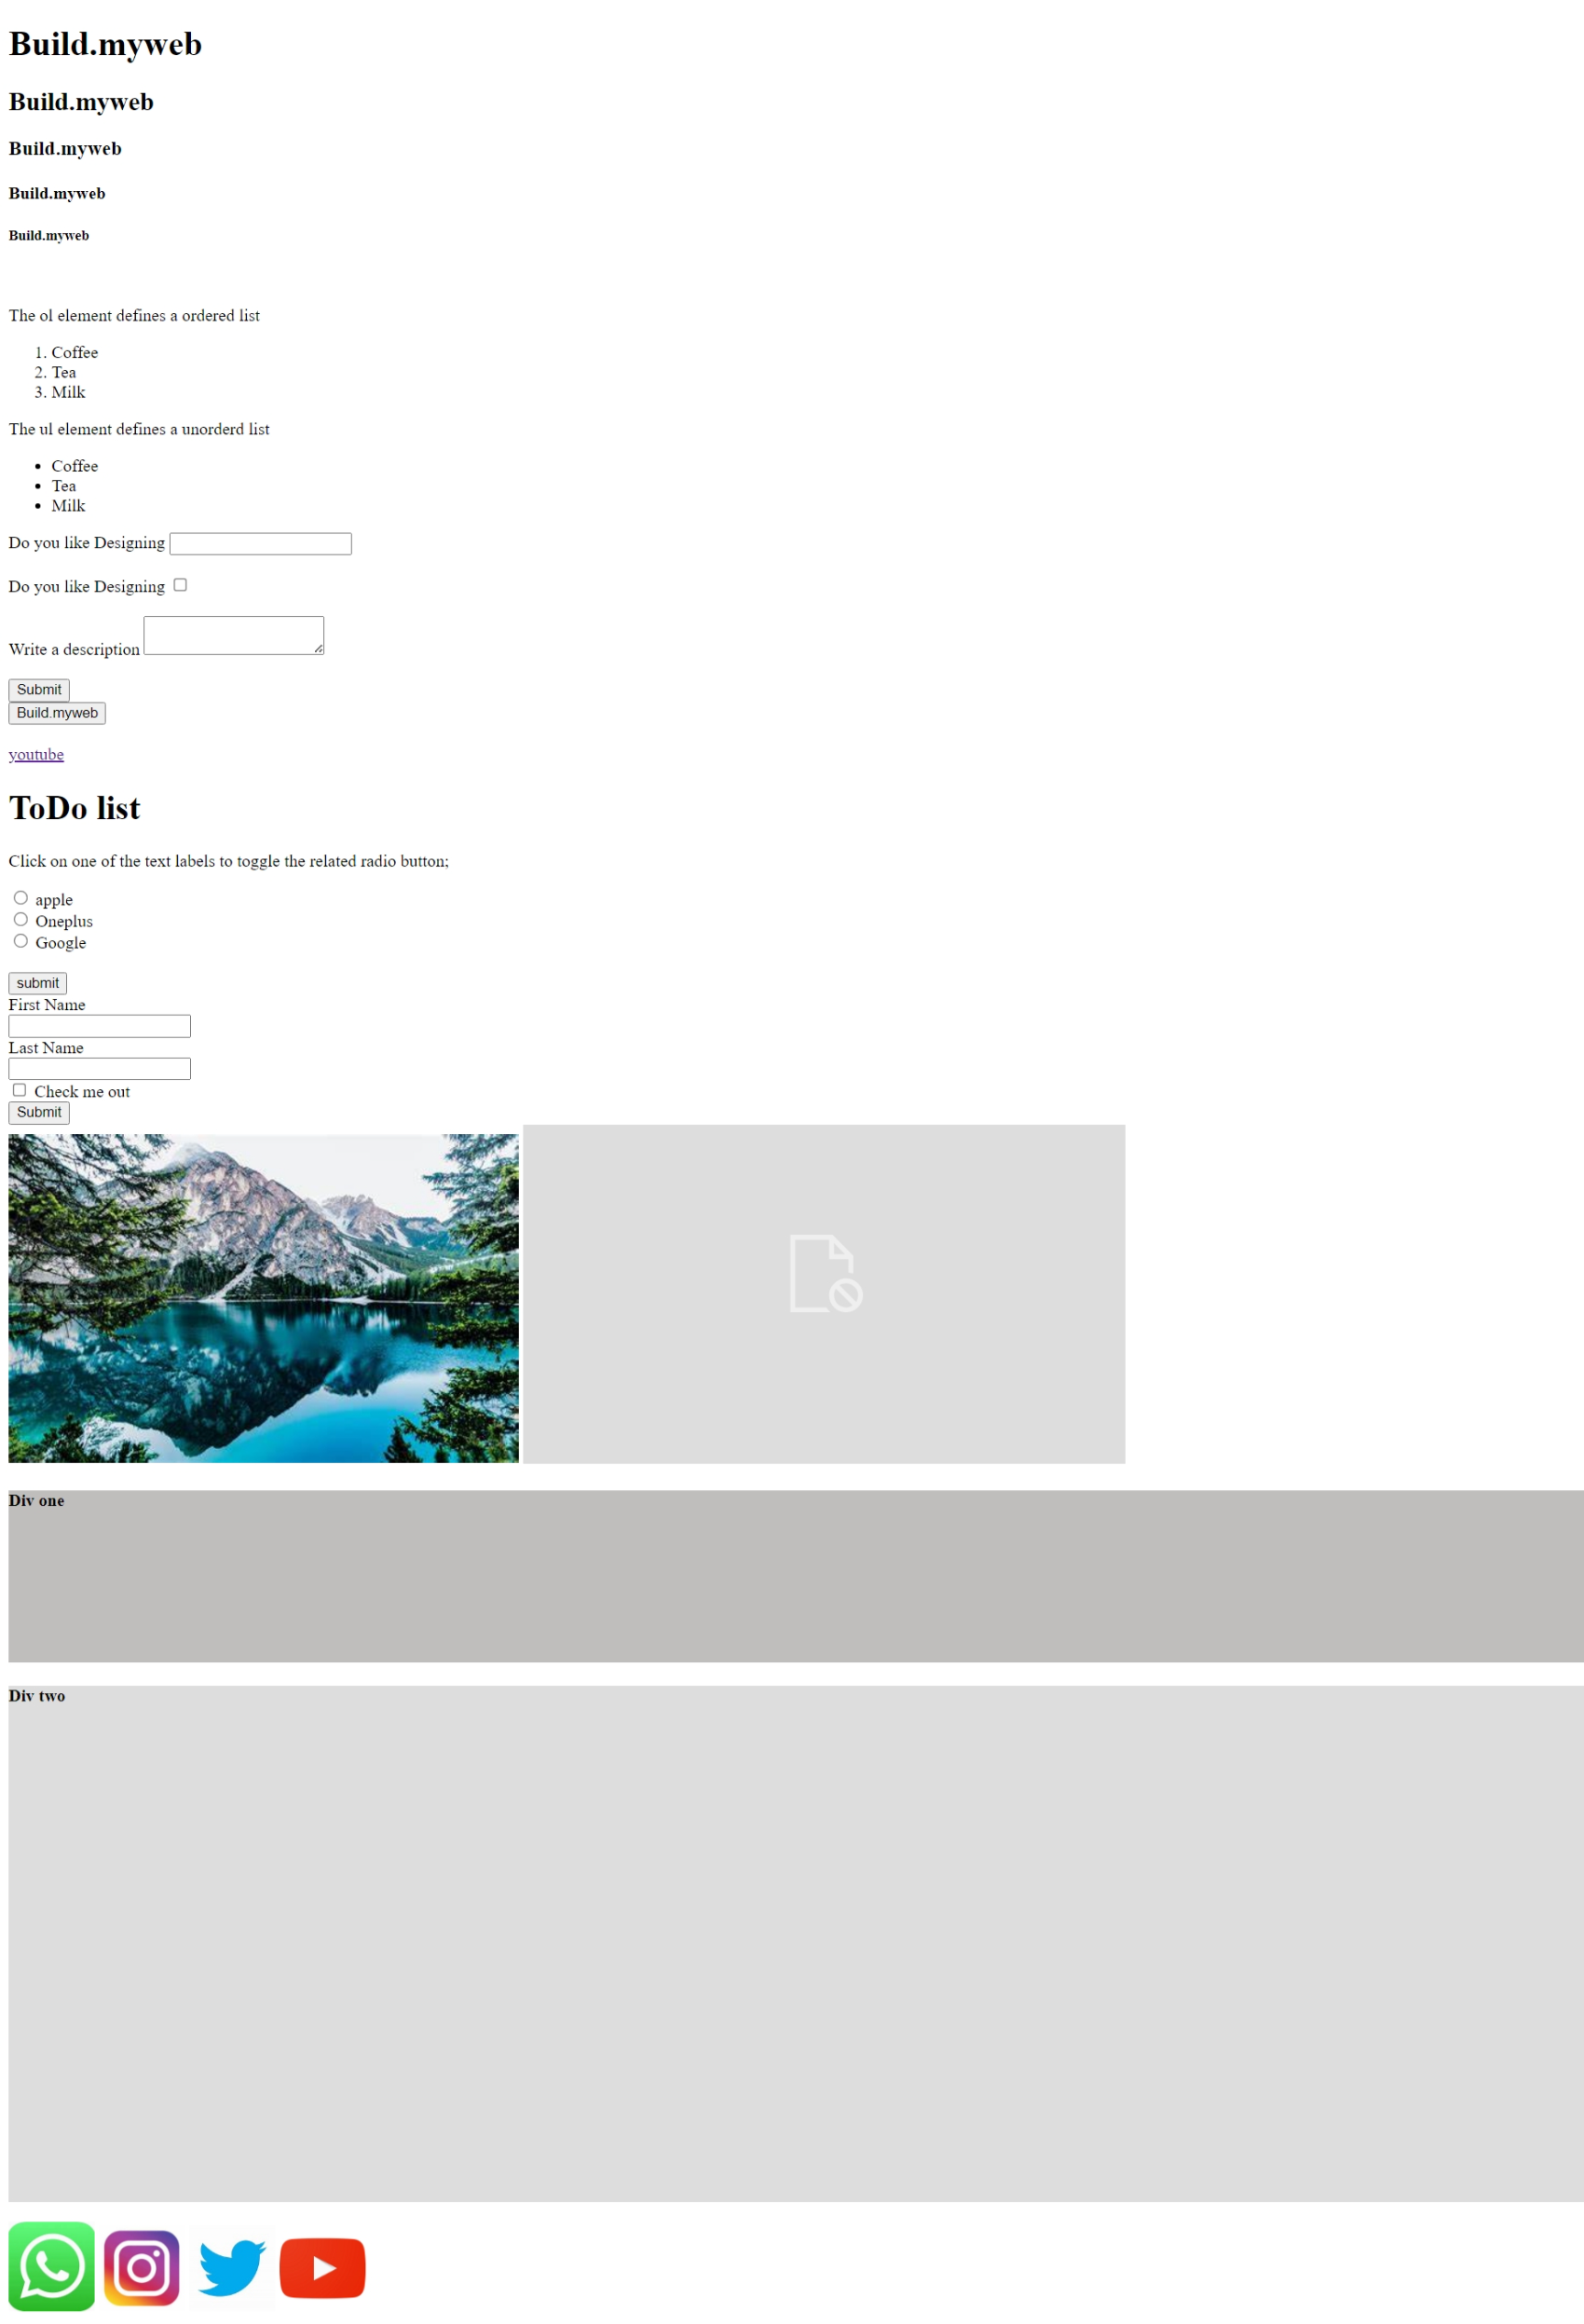 Build.myweb
Build.myweb
Build.myweb
Build.myweb
Build.myweb
The ol element defines a ordered list
1. Coffee
2. Tea
3. Milk
The ul element defines a unorderd list
• Coffee
• Tea
• Milk
Do you like Designing
Do you like Designing
Write a description
Submit
Build.myweb
youtube
ToDo list
Click on one of the text labels to toggle the related radio button;
apple
Oneplus
Google
submit
First Name
Last Name
Check me out
Submit
Div one
Div two